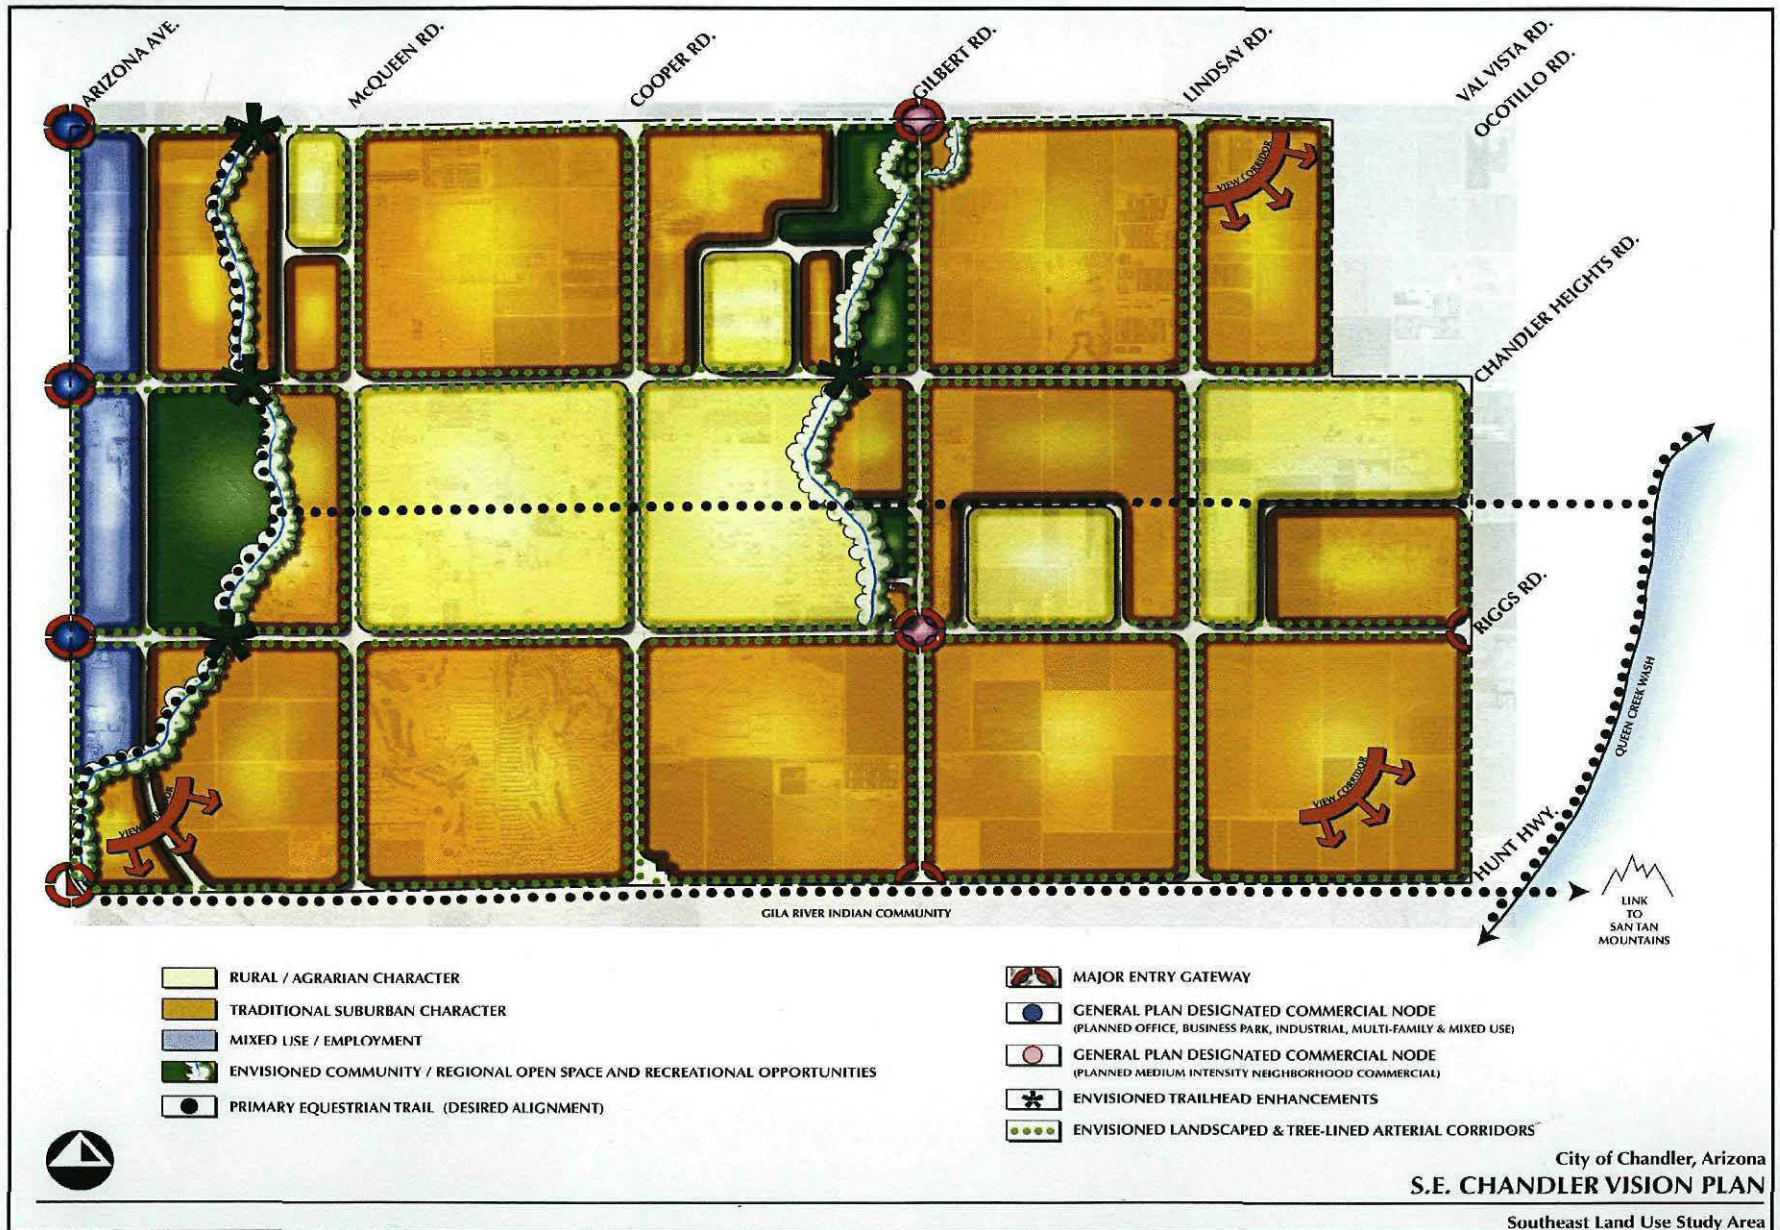 ARIZONA AVE.
McQUEEN RD.
COOPER RD.
GILBERT RD.
LINDSAY RD.
VAL VISTA RD.
OCOTILLO RD.
VIEW CORRIDOR
CHANDLER HEIGHTS RD.
RIGGS RD.
QUEEN CREEK WASH
VIEW CORRIDOR
VIEW CORRIDOR
HUNT HWY.
GILA RIVER INDIAN COMMUNITY
LINK
TO
SAN TAN
MOUNTAINS
RURAL / AGRARIAN CHARACTER
TRADITIONAL SUBURBAN CHARACTER
MIXED USE / EMPLOYMENT
ENVISIONED COMMUNITY / REGIONAL OPEN SPACE AND RECREATIONAL OPPORTUNITIES
PRIMARY EQUESTRIAN TRAIL (DESIRED ALIGNMENT)
MAJOR ENTRY GATEWAY
GENERAL PLAN DESIGNATED COMMERCIAL NODE
(PLANNED OFFICE, BUSINESS PARK, INDUSTRIAL, MULTI-FAMILY & MIXED USE)
GENERAL PLAN DESIGNATED COMMERCIAL NODE
(PLANNED MEDIUM INTENSITY NEIGHBORHOOD COMMERCIAL)
ENVISIONED TRAILHEAD ENHANCEMENTS
ENVISIONED LANDSCAPED & TREE-LINED ARTERIAL CORRIDORS
City of Chandler, Arizona
S.E. CHANDLER VISION PLAN
Southeast Land Use Study Area